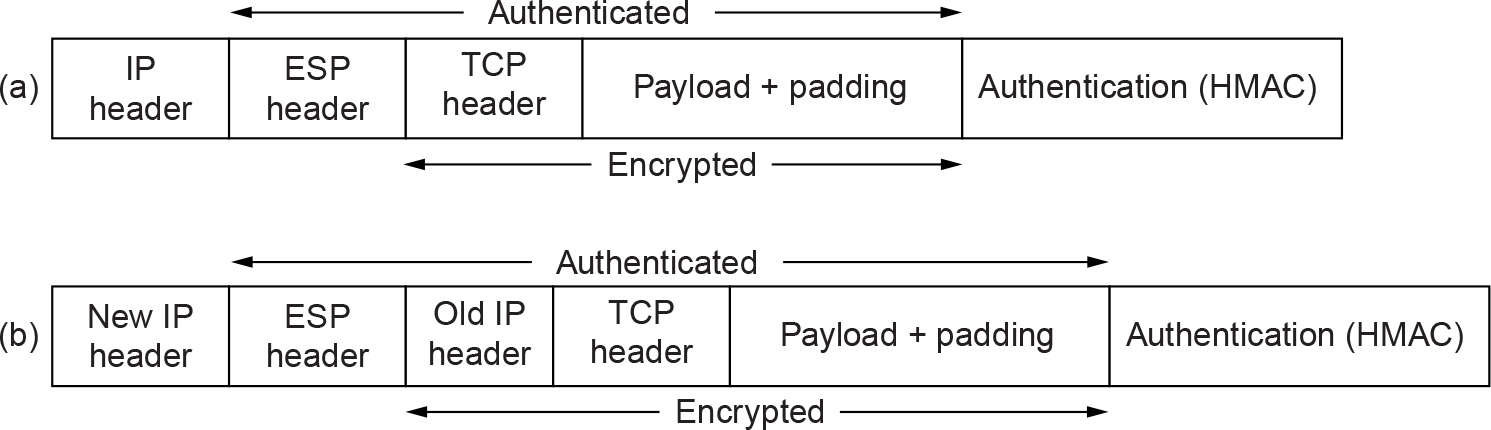 Authenticated
(a)
IP
header
ESP
header
TCP
header
Payload + padding
Authentication (HMAC)
Encrypted
Authenticated
(b)
New IP
header
ESP
header
Old IP
header
TCP
header
Payload + padding
Authentication (HMAC)
Encrypted